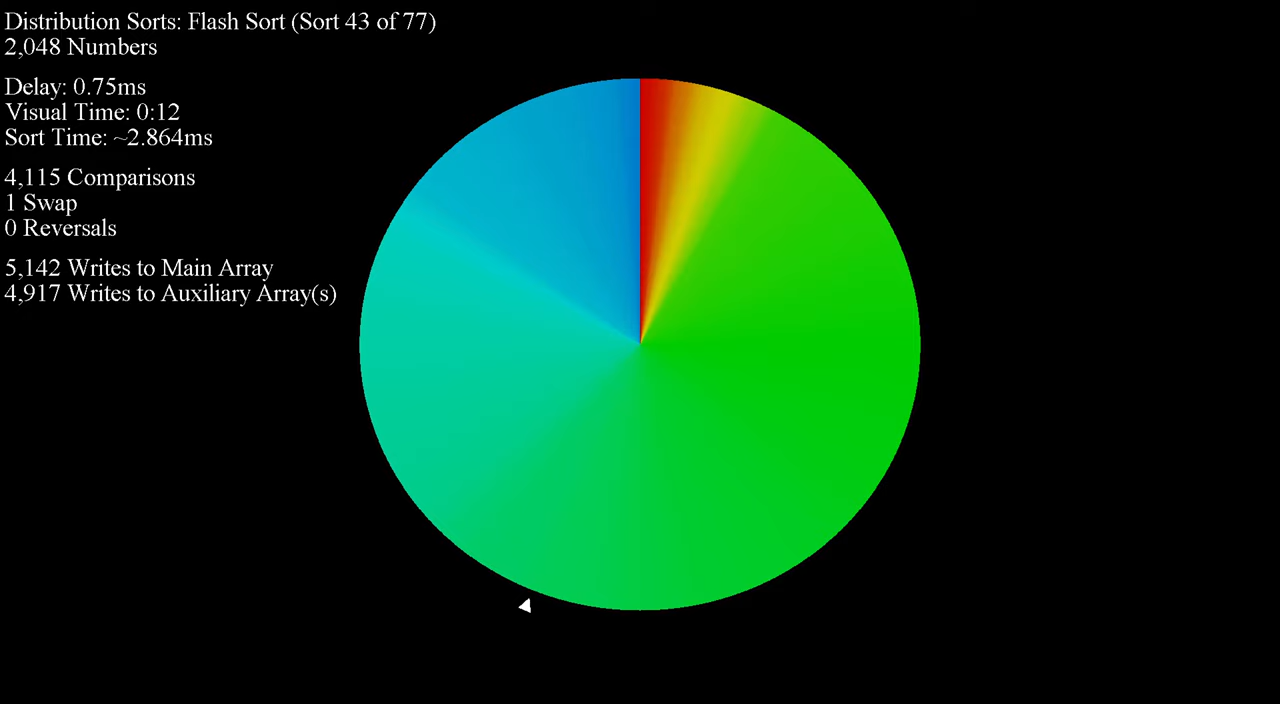 Distribution Sorts: Flash Sort (Sort 43 of 77)
2,048 Numbers
Delay: 0.75ms
Visual Time: 0:12
Sort Time: ~2.864ms
4,115 Comparisons
1 Swap
0 Reversals
5,142 Writes to Main Array
4,917 Writes to Auxiliary Array(s)